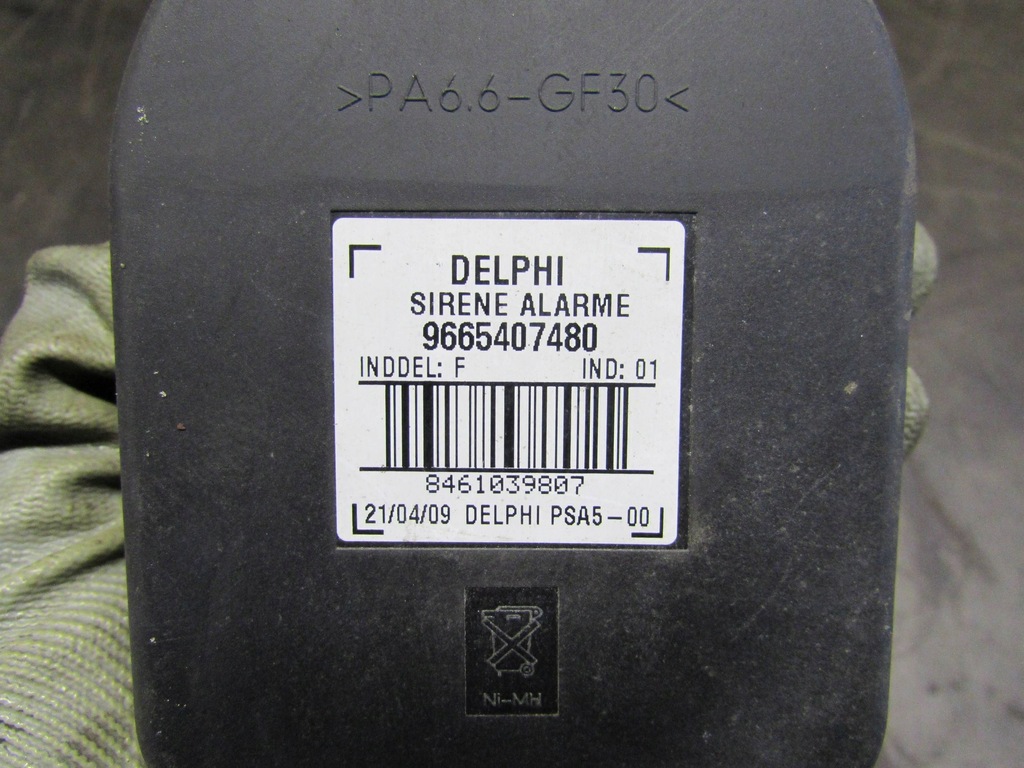 >PA6.6-GF30<
DELPHI
SIRENE ALARME
9665407480
INDDEL: F IND: 01
8461039807
21/04/09 DELPHI PSA5-00
Ni-MH